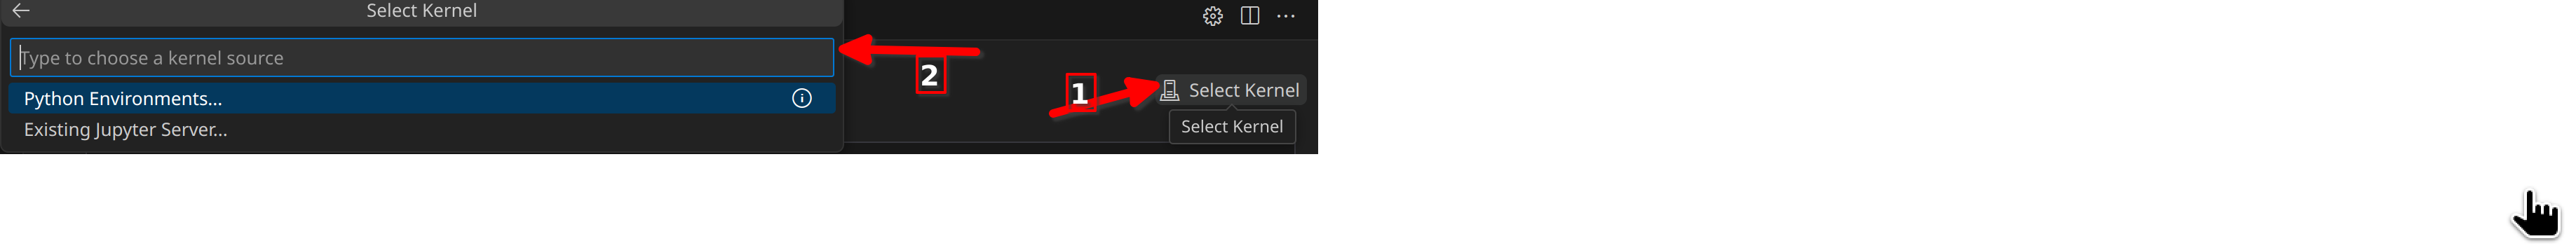 Select Kernel
Type to choose a kernel source
2
1
Select Kernel
Python Environments...
Select Kernel
Existing Jupyter Server...